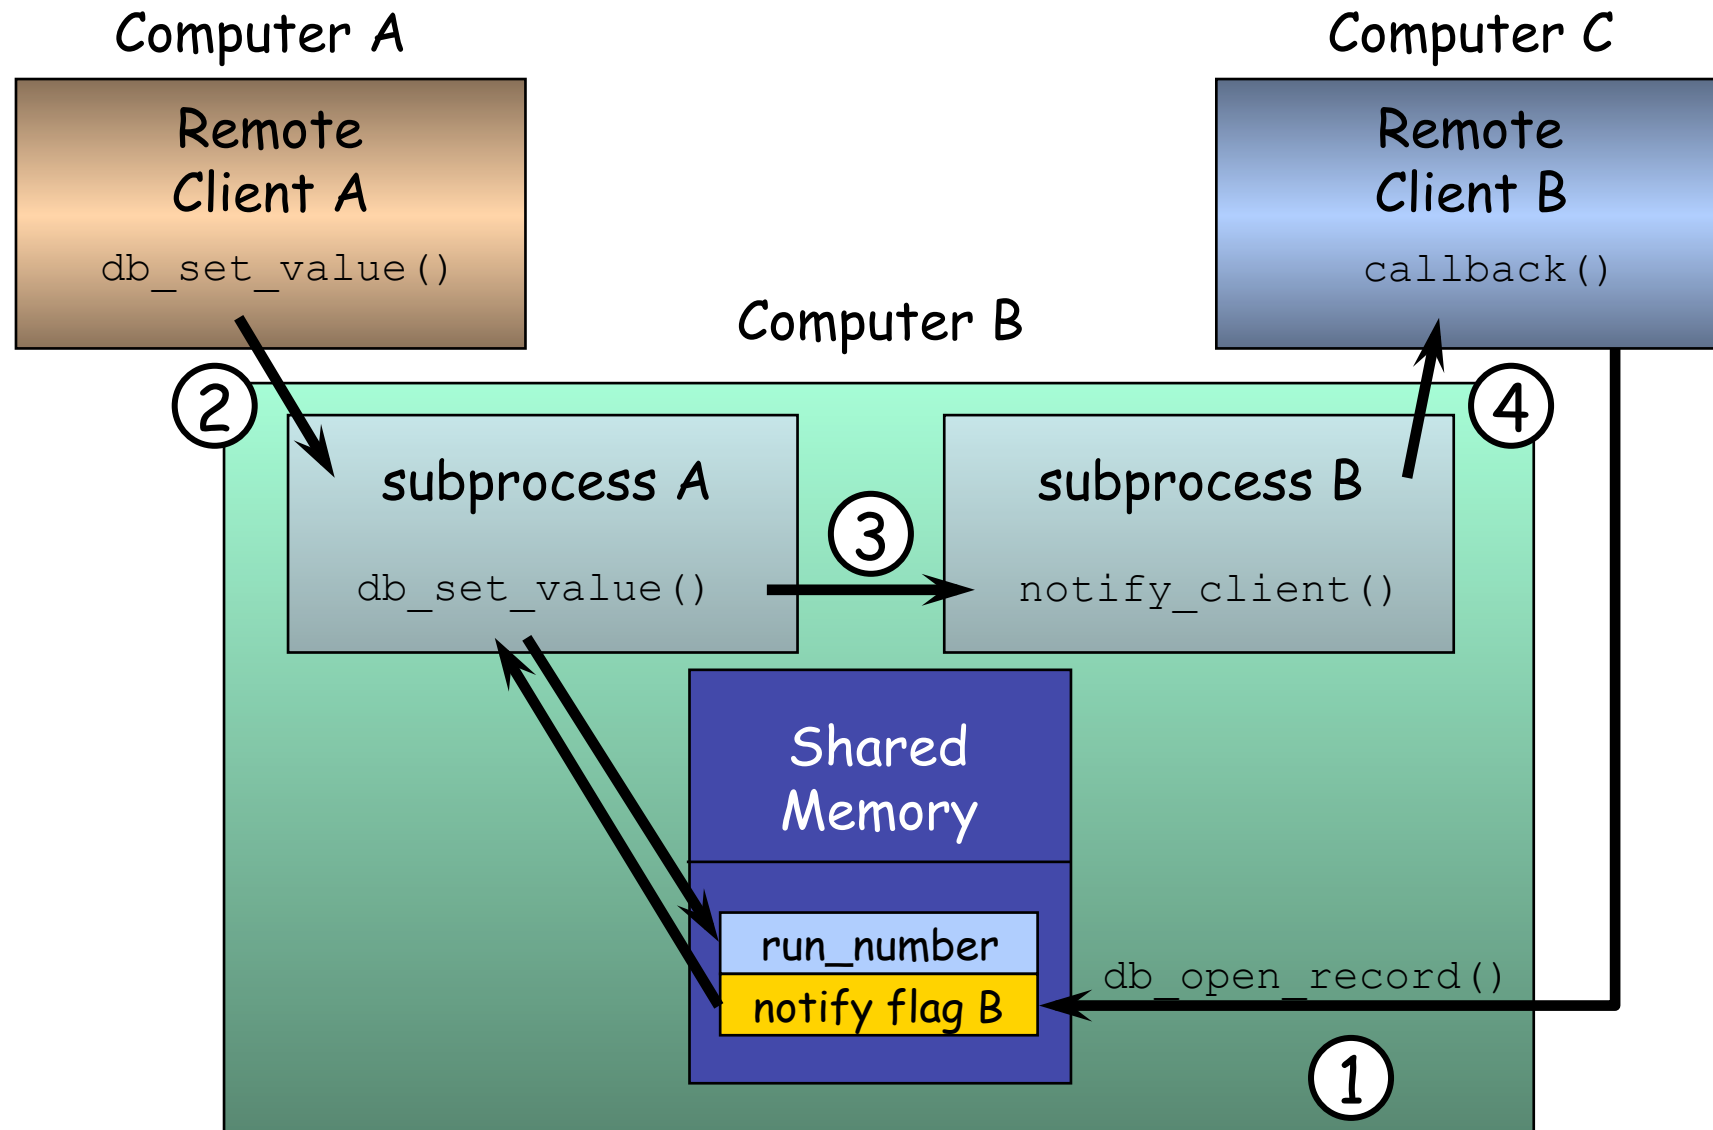 Computer A
Computer C
Remote
Client A
db_set_value()
Remote
Client B
callback()
Computer B
2
4
subprocess A
subprocess B
3
db_set_value()
notify_client()
Shared
Memory
run_number
db_open_record()
notify flag B
1